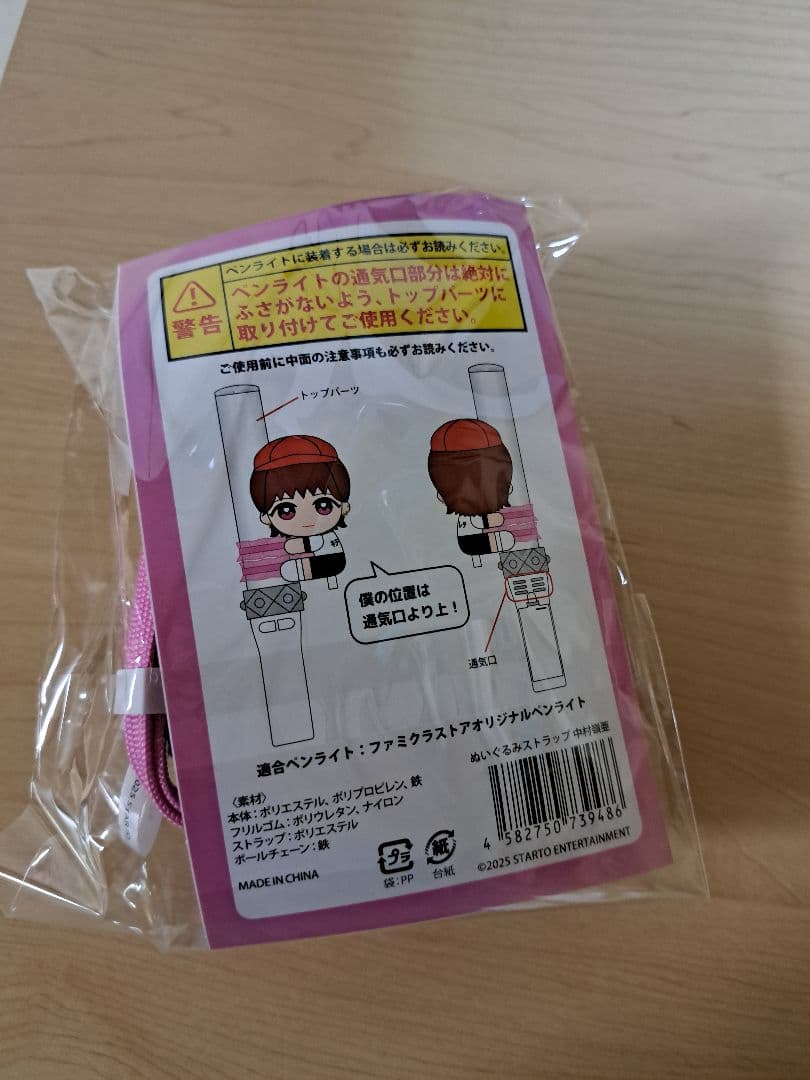 ペンライトに装着する場合は必ずお読みください。
警告
ペンライトの通気口部分は絶対に
ふさがないよう、トップパーツに
取り付けてご使用ください。
ご使用前に中面の注意事項も必ずお読みください。
トップパーツ
僕の位置は
通気口より上!
通気口
適合ペンライト:ファミクラストアオリジナルペンライト
ぬいぐるみストラップ 中村嶺亜
〈素材〉
本体:ポリエステル、ポリプロピレン、鉄
フリルゴム:ポリウレタン、ナイロン
ストラップ:ポリエステル
ボールチェーン:鉄
MADE IN CHINA
プラ
袋:PP
紙
台紙
4 582750 739486
©2025 STARTO ENTERTAINMENT